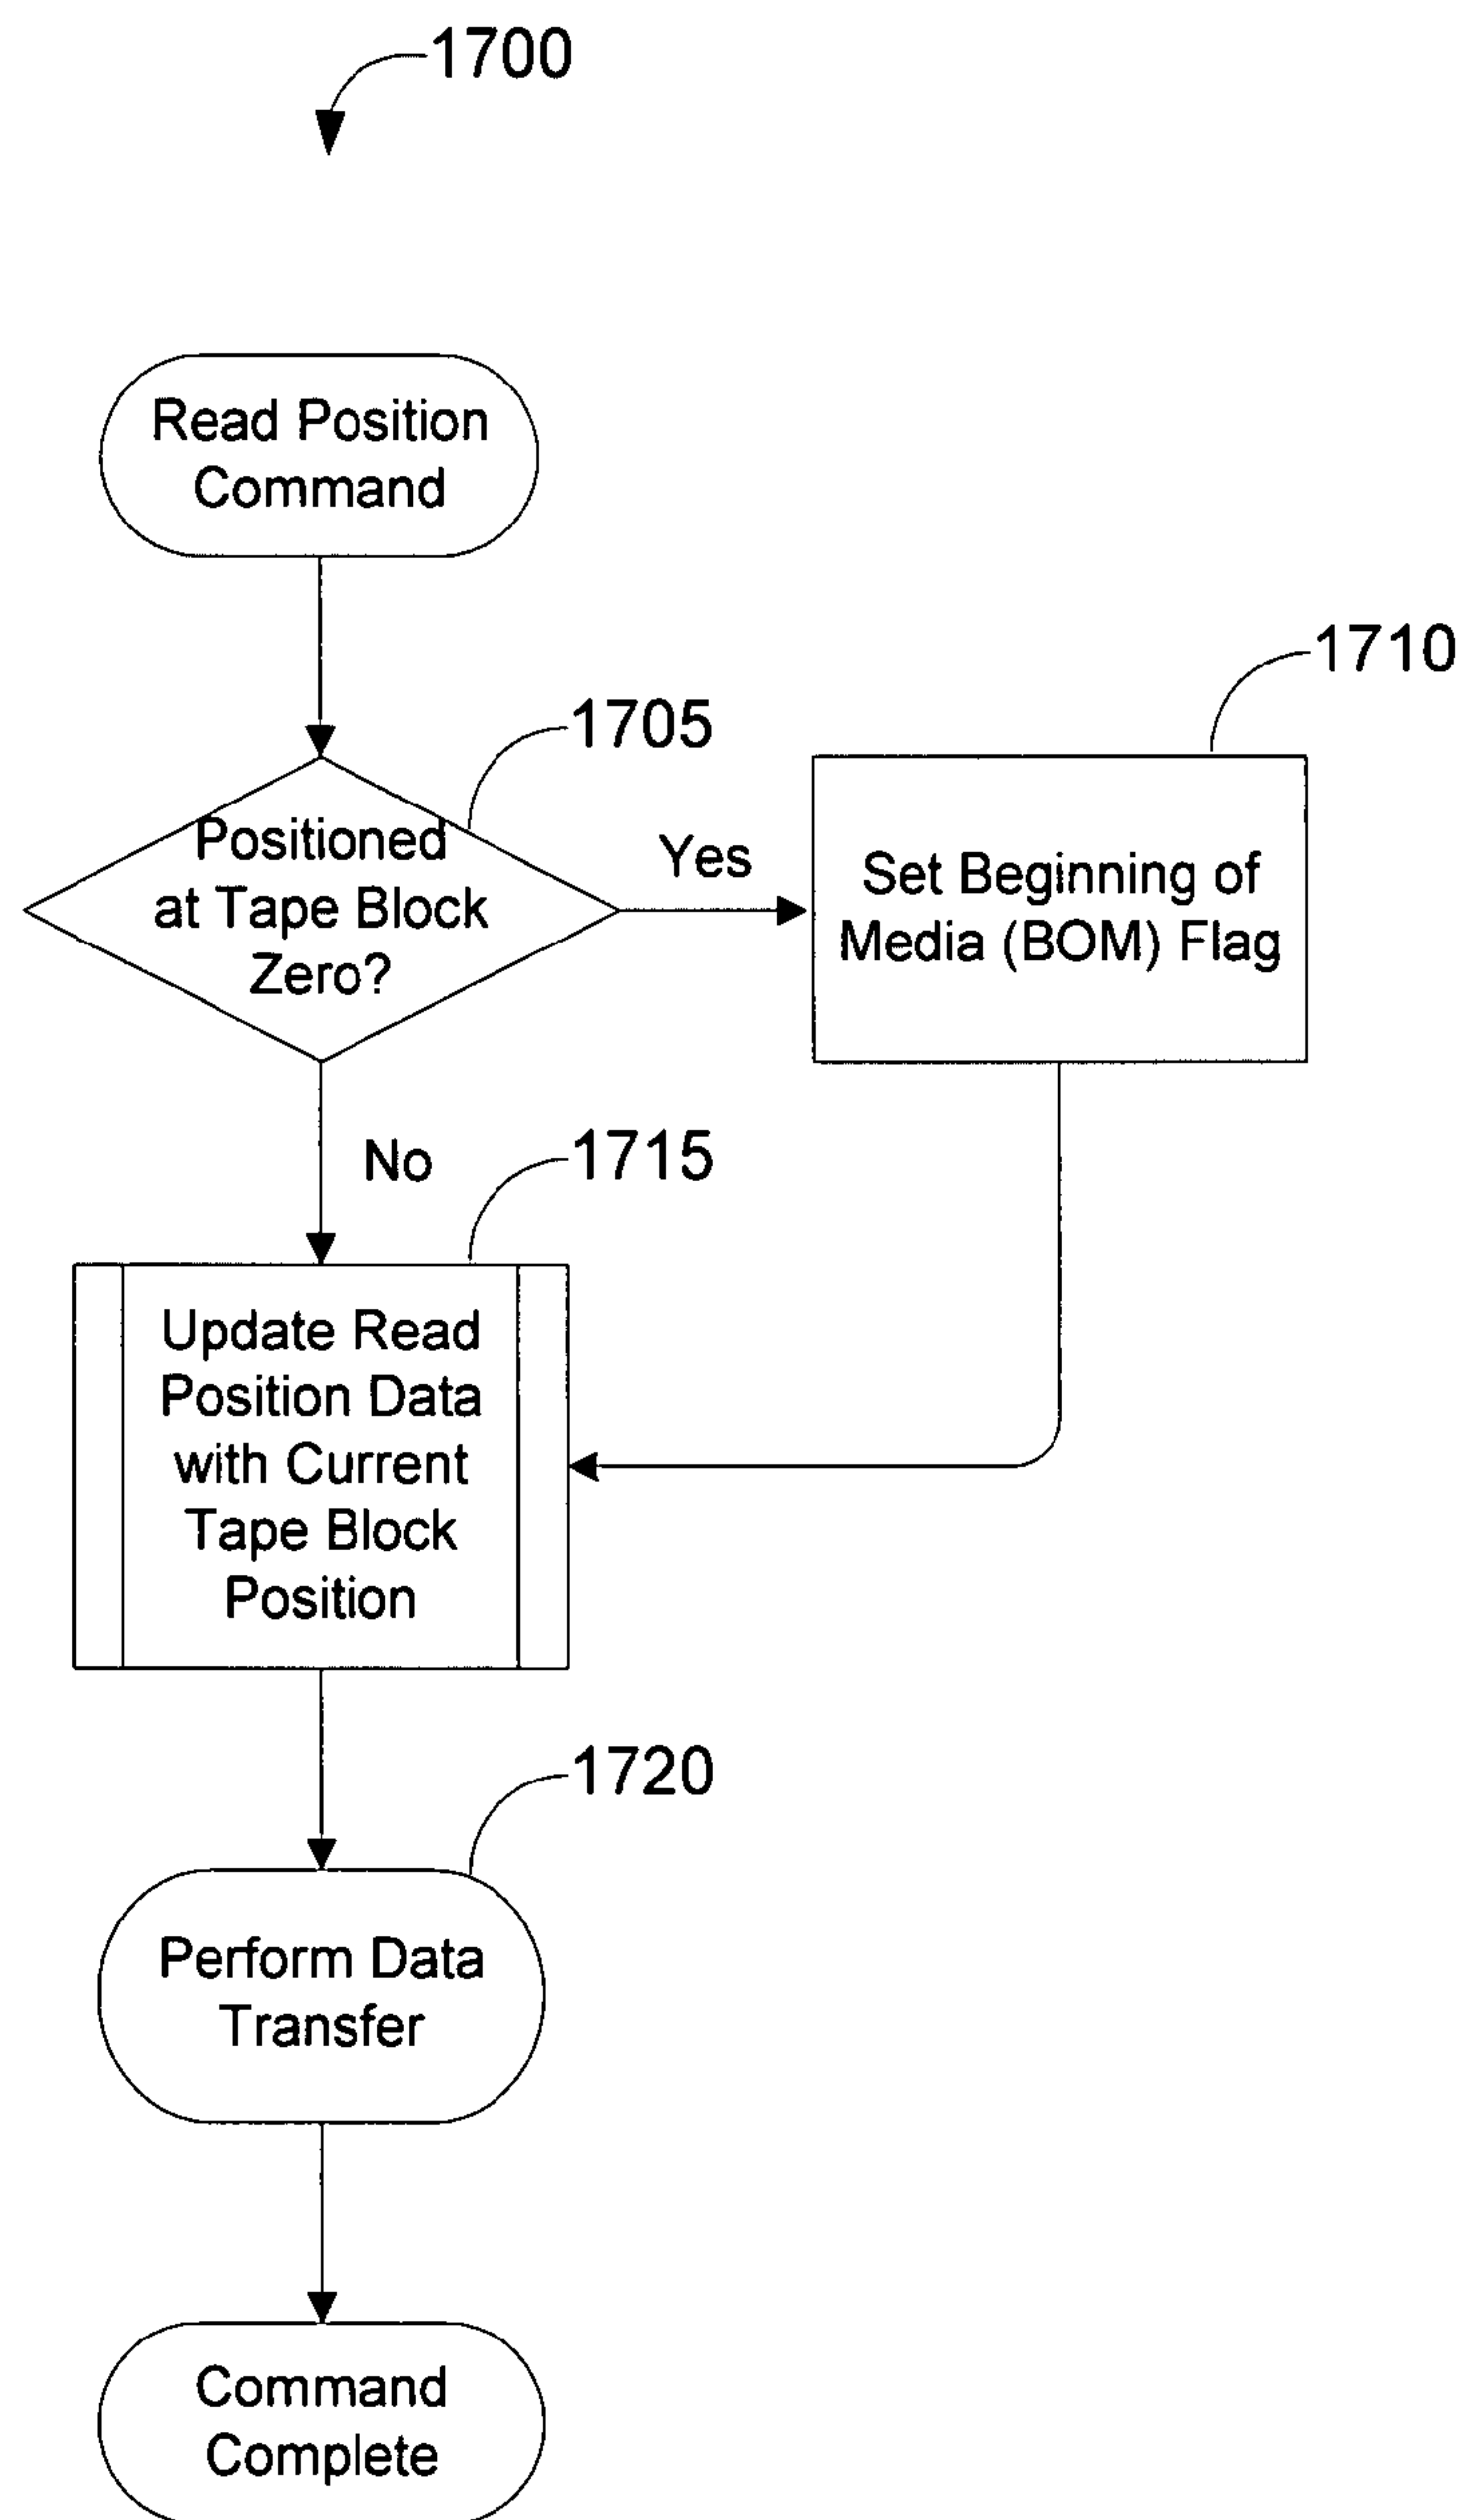 1700
Read Position
Command
1705
1710
Positioned
at Tape Block
Zero?
Yes
Set Beginning of
Media (BOM) Flag
No
1715
Update Read
Position Data
with Current
Tape Block
Position
1720
Perform Data
Transfer
Command
Complete